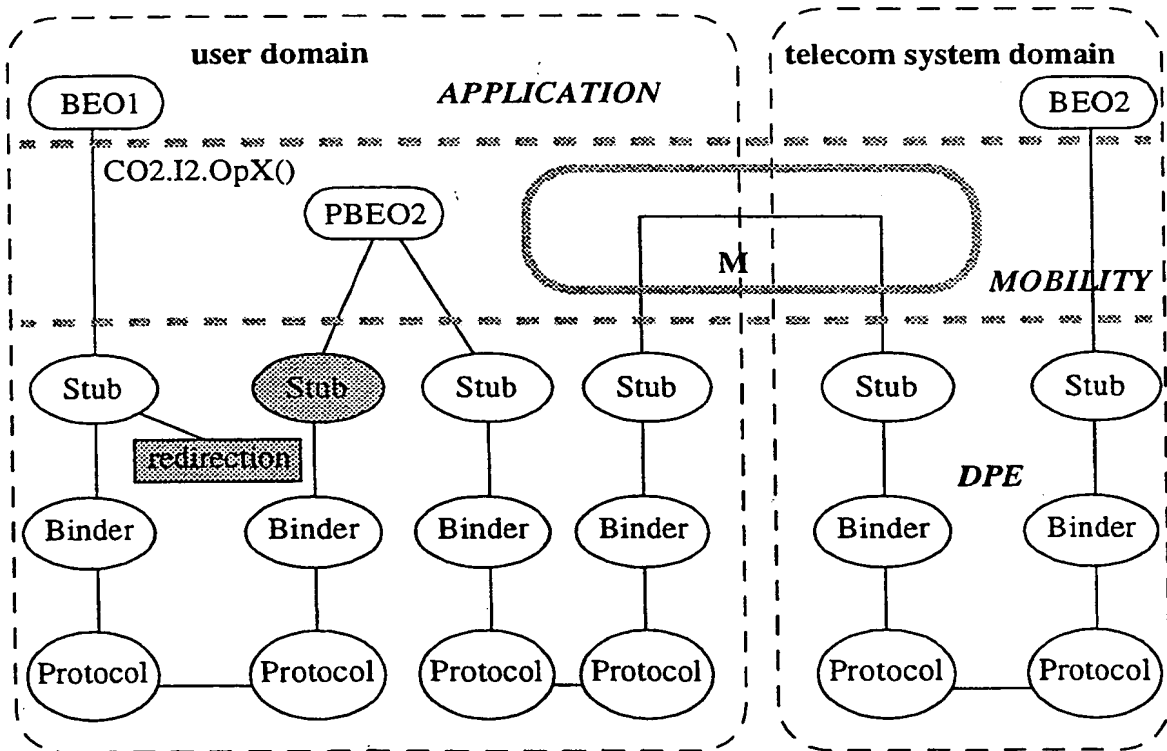 user domain
telecom system domain
BEO1
APPLICATION
BEO2
CO2.I2.OpX()
PBEO2
M
MOBILITY
Stub
Stub
Stub
Stub
Stub
Stub
redirection
DPE
Binder
Binder
Binder
Binder
Binder
Binder
Protocol
Protocol
Protocol
Protocol
Protocol
Protocol